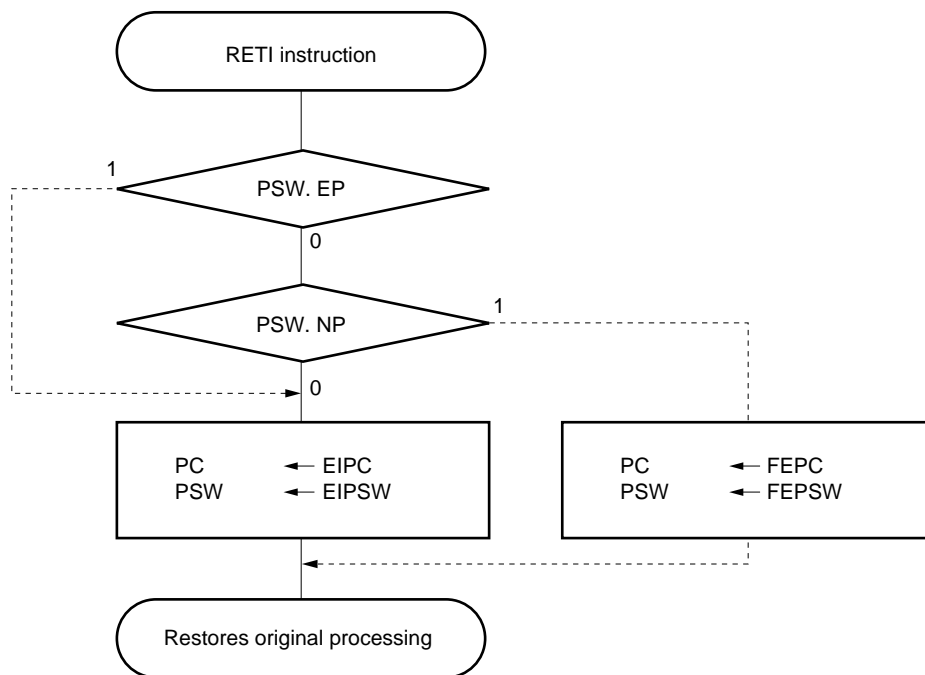 RETI instruction
1
PSW. EP
0
PSW. NP
1
0
PC ← EIPC
PSW ← EIPSW
PC ← FEPC
PSW ← FEPSW
Restores original processing